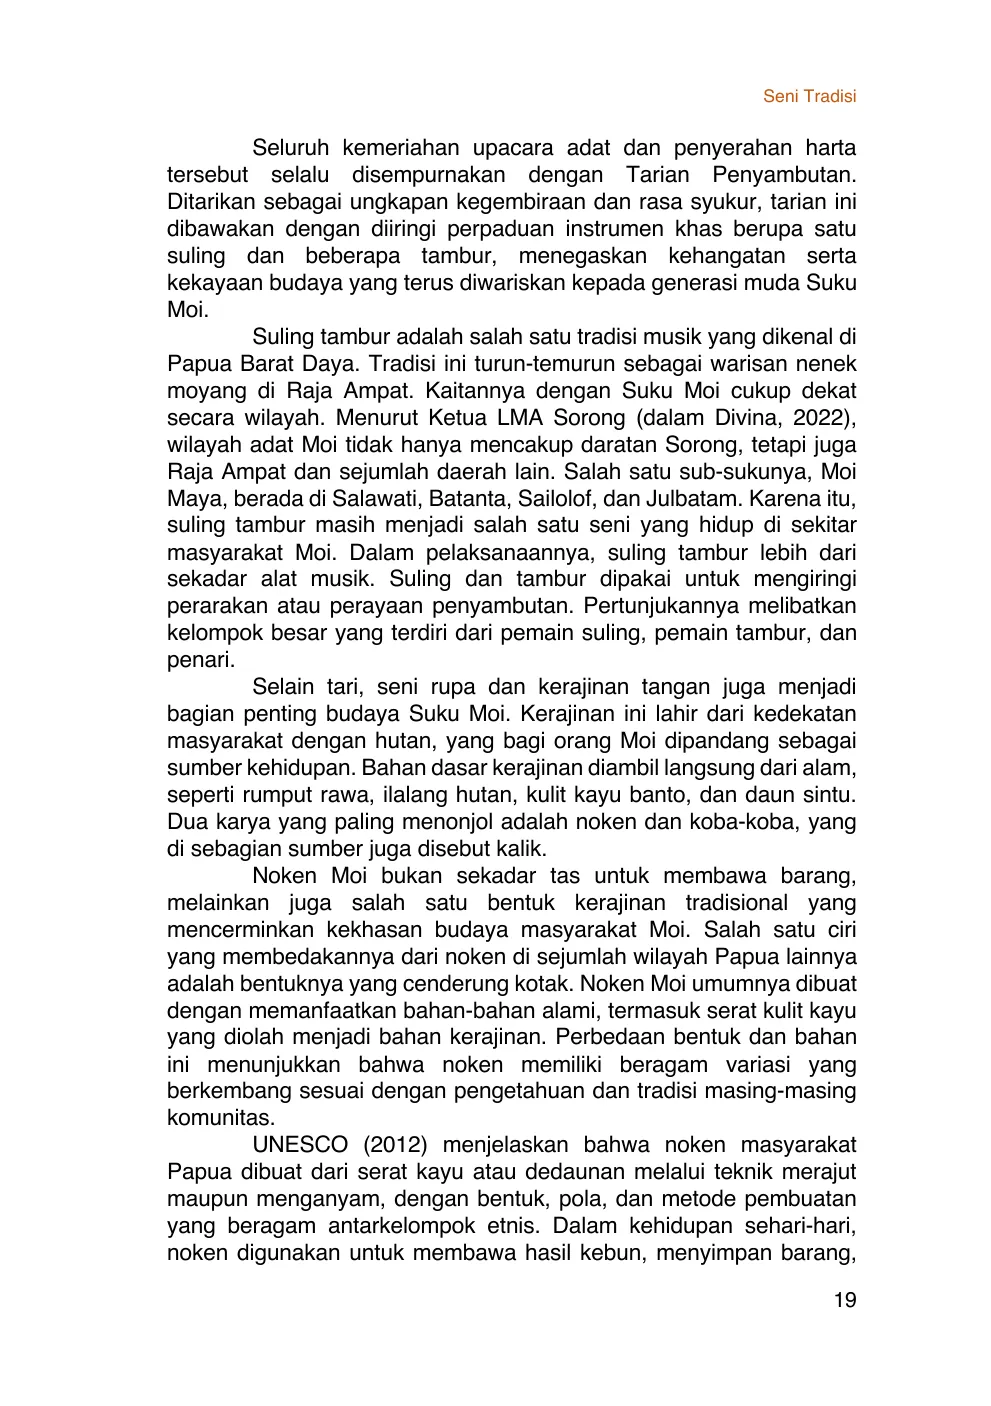 Seni Tradisi
Seluruh kemeriahan upacara adat dan penyerahan harta
tersebut selalu disempurnakan dengan Tarian Penyambutan.
Ditarikan sebagai ungkapan kegembiraan dan rasa syukur, tarian ini
dibawakan dengan diiringi perpaduan instrumen khas berupa satu
suling dan beberapa tambur, menegaskan kehangatan serta
kekayaan budaya yang terus diwariskan kepada generasi muda Suku
Moi.
Suling tambur adalah salah satu tradisi musik yang dikenal di
Papua Barat Daya. Tradisi ini turun-temurun sebagai warisan nenek
moyang di Raja Ampat. Kaitannya dengan Suku Moi cukup dekat
secara wilayah. Menurut Ketua LMA Sorong (dalam Divina, 2022),
wilayah adat Moi tidak hanya mencakup daratan Sorong, tetapi juga
Raja Ampat dan sejumlah daerah lain. Salah satu sub-sukunya, Moi
Maya, berada di Salawati, Batanta, Sailolof, dan Julbatam. Karena itu,
suling tambur masih menjadi salah satu seni yang hidup di sekitar
masyarakat Moi. Dalam pelaksanaannya, suling tambur lebih dari
sekadar alat musik. Suling dan tambur dipakai untuk mengiringi
perarakan atau perayaan penyambutan. Pertunjukannya melibatkan
kelompok besar yang terdiri dari pemain suling, pemain tambur, dan
penari.
Selain tari, seni rupa dan kerajinan tangan juga menjadi
bagian penting budaya Suku Moi. Kerajinan ini lahir dari kedekatan
masyarakat dengan hutan, yang bagi orang Moi dipandang sebagai
sumber kehidupan. Bahan dasar kerajinan diambil langsung dari alam,
seperti rumput rawa, ilalang hutan, kulit kayu banto, dan daun sintu.
Dua karya yang paling menonjol adalah noken dan koba-koba, yang
di sebagian sumber juga disebut kalik.
Noken Moi bukan sekadar tas untuk membawa barang,
melainkan juga salah satu bentuk kerajinan tradisional yang
mencerminkan kekhasan budaya masyarakat Moi. Salah satu ciri
yang membedakannya dari noken di sejumlah wilayah Papua lainnya
adalah bentuknya yang cenderung kotak. Noken Moi umumnya dibuat
dengan memanfaatkan bahan-bahan alami, termasuk serat kulit kayu
yang diolah menjadi bahan kerajinan. Perbedaan bentuk dan bahan
ini menunjukkan bahwa noken memiliki beragam variasi yang
berkembang sesuai dengan pengetahuan dan tradisi masing-masing
komunitas.
UNESCO (2012) menjelaskan bahwa noken masyarakat
Papua dibuat dari serat kayu atau dedaunan melalui teknik merajut
maupun menganyam, dengan bentuk, pola, dan metode pembuatan
yang beragam antarkelompok etnis. Dalam kehidupan sehari-hari,
noken digunakan untuk membawa hasil kebun, menyimpan barang,
19